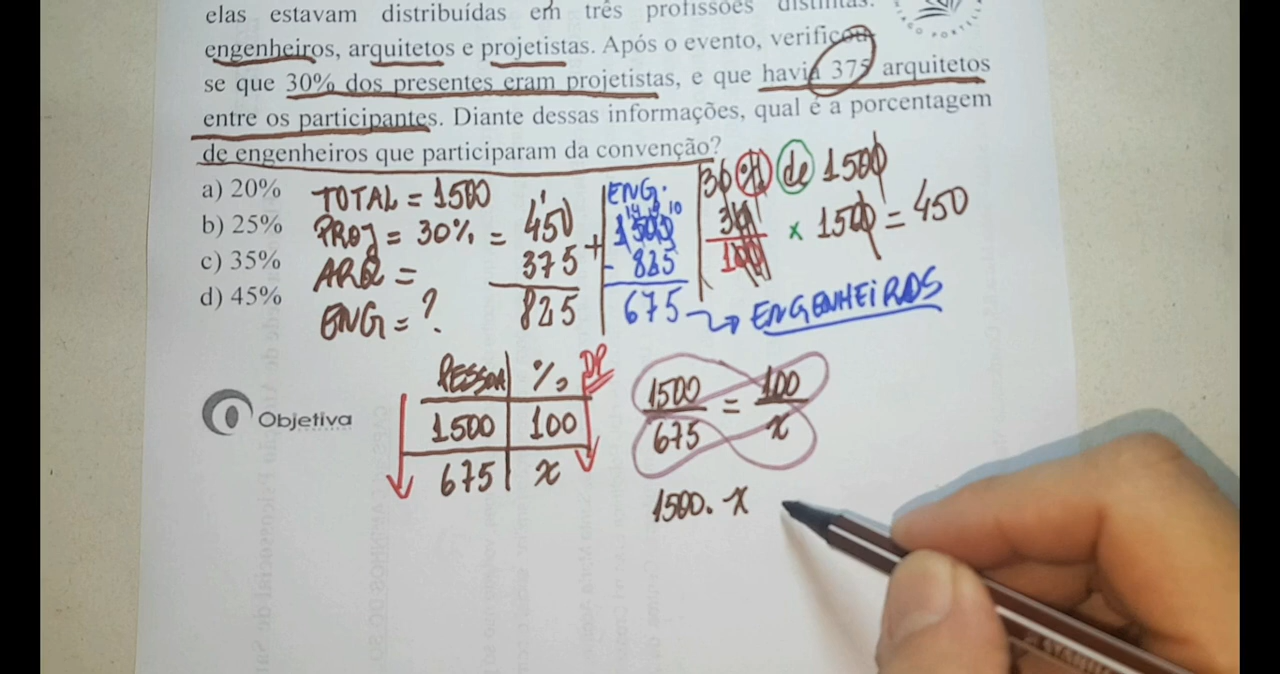 elas estavam distribuídas em três profissões distintas:
engenheiros, arquitetos e projetistas. Após o evento, verificou-
se que 30% dos presentes eram projetistas, e que havia 375 arquitetos
entre os participantes. Diante dessas informações, qual é a porcentagem
de engenheiros que participaram da convenção?
a) 20%
b) 25%
c) 35%
d) 45%
TOTAL = 1500
PROJ = 30% = 450
ARQ = 375 +
ENG = ? 825
ENG.
14 9 10
1500
- 825
675 → ENGENHEIROS
30 % de 1500
30
100
x 1500 = 450
PESSOA % DP
1500 100
675 x
1500 = 100
675 x
1500. x
Objetiva